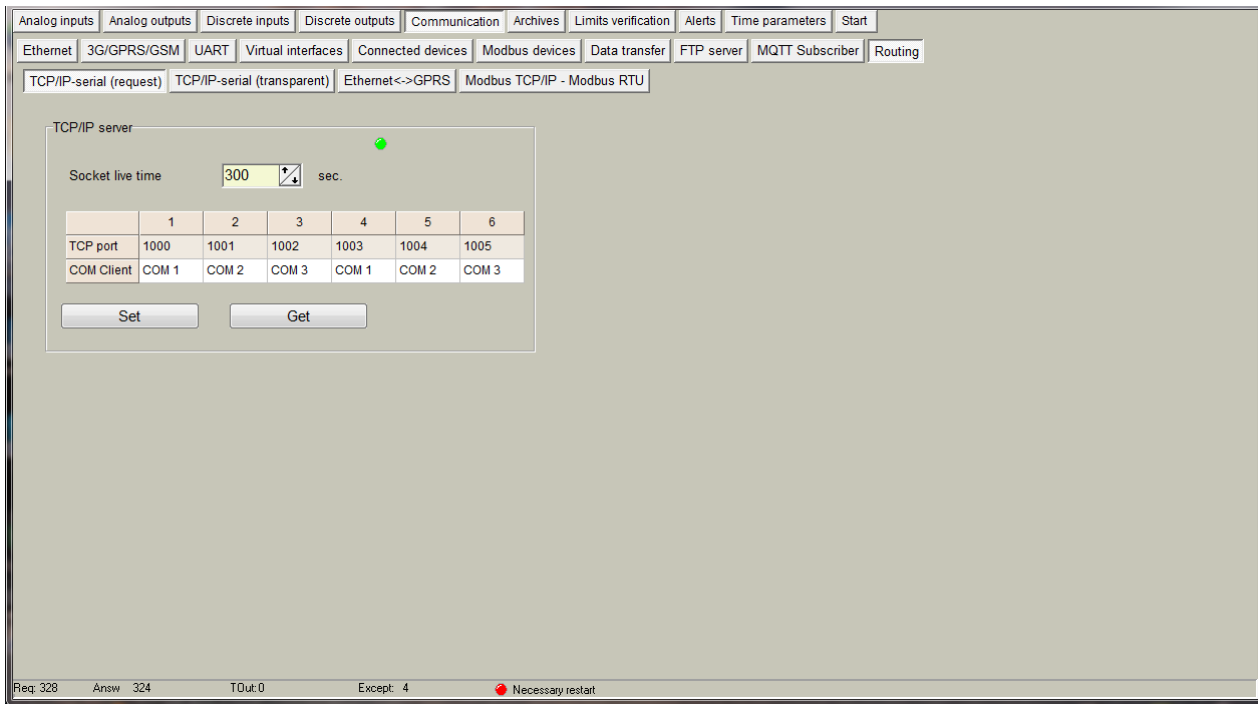 Analog inputs Analog outputs Discrete inputs Discrete outputs Communication Archives Limits verification Alerts Time parameters Start
Ethernet 3G/GPRS/GSM UART Virtual interfaces Connected devices Modbus devices Data transfer FTP server MQTT Subscriber Routing
TCP/IP-serial (request) TCP/IP-serial (transparent) Ethernet<->GPRS Modbus TCP/IP - Modbus RTU
TCP/IP server
Socket live time 300 sec.
1 2 3 4 5 6
TCP port 1000 1001 1002 1003 1004 1005
COM Client COM 1 COM 2 COM 3 COM 1 COM 2 COM 3
Set Get
Req: 328 Answ 324 TOut: 0 Except: 4 Necessary restart